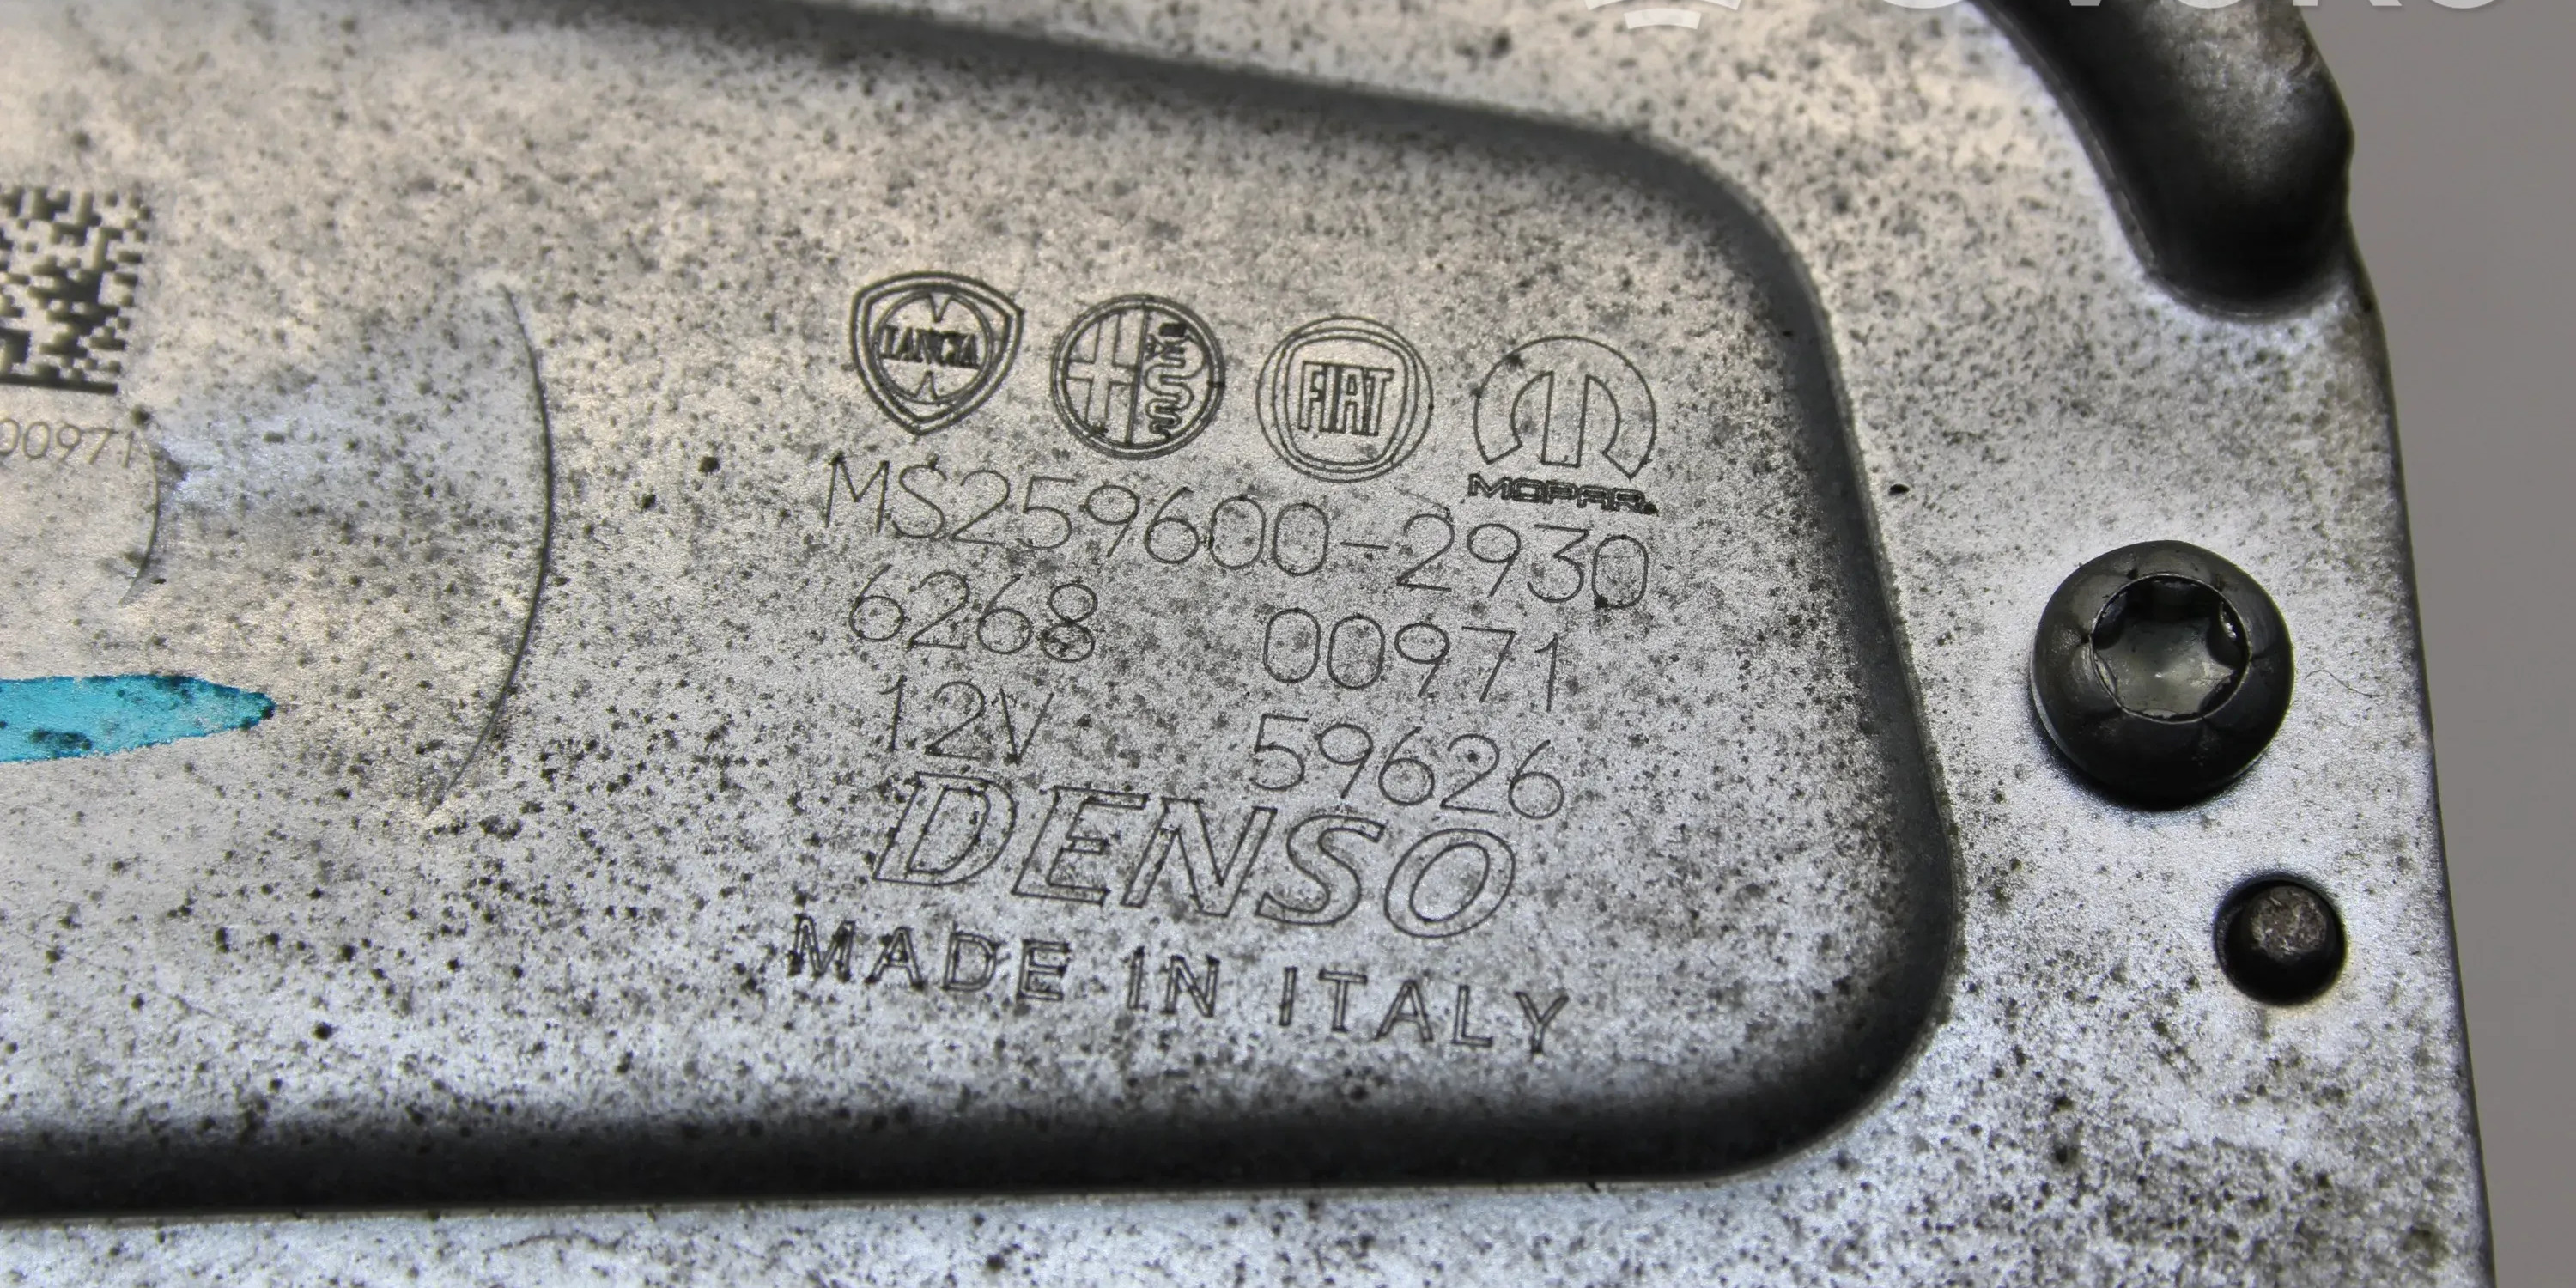 LANCIA FIAT
MOPAR
00971
MS259600-2930
6268 00971
12V 59626
DENSO
MADE IN ITALY